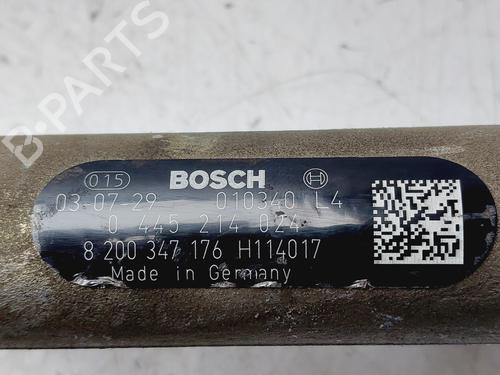 B-PARTS
015 BOSCH
03-07-29 010340 L4
0 445 214 024
8 200 347 176 H114017
Made in Germany